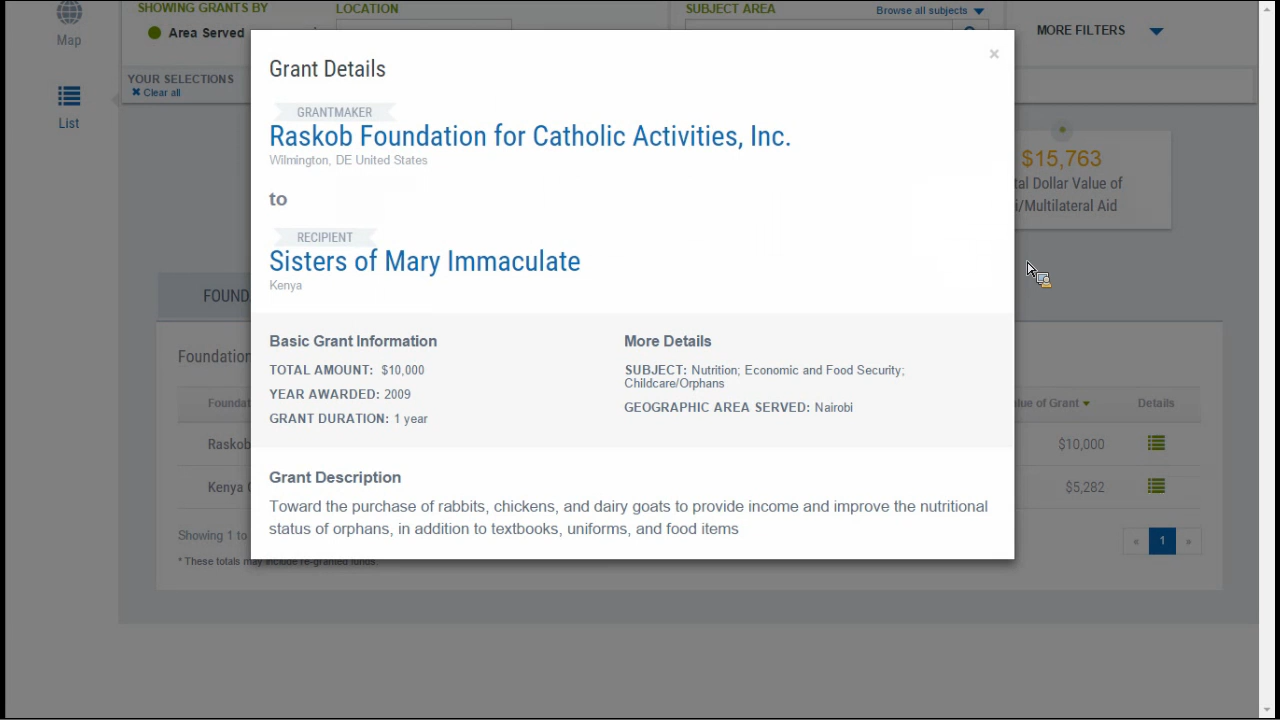 SHOWING GRANTS BY
LOCATION
SUBJECT AREA
Browse all subjects
Area Served
MORE FILTERS
Map
YOUR SELECTIONS
✖ Clear all
List
×
Grant Details
GRANTMAKER
Raskob Foundation for Catholic Activities, Inc.
Wilmington, DE United States
to
RECIPIENT
Sisters of Mary Immaculate
Kenya
$15,763
Dollar Value of
Aid
Basic Grant Information
TOTAL AMOUNT: $10,000
YEAR AWARDED: 2009
GRANT DURATION: 1 year
More Details
SUBJECT: Nutrition; Economic and Food Security;
Childcare/Orphans
GEOGRAPHIC AREA SERVED: Nairobi
Grant Description
Toward the purchase of rabbits, chickens, and dairy goats to provide income and improve the nutritional
status of orphans, in addition to textbooks, uniforms, and food items
Foundation
of Grant
Details
Raskob
$10,000
Kenya
$5,282
Showing 1 to
« 1 »
* These totals may include re-granted funds.